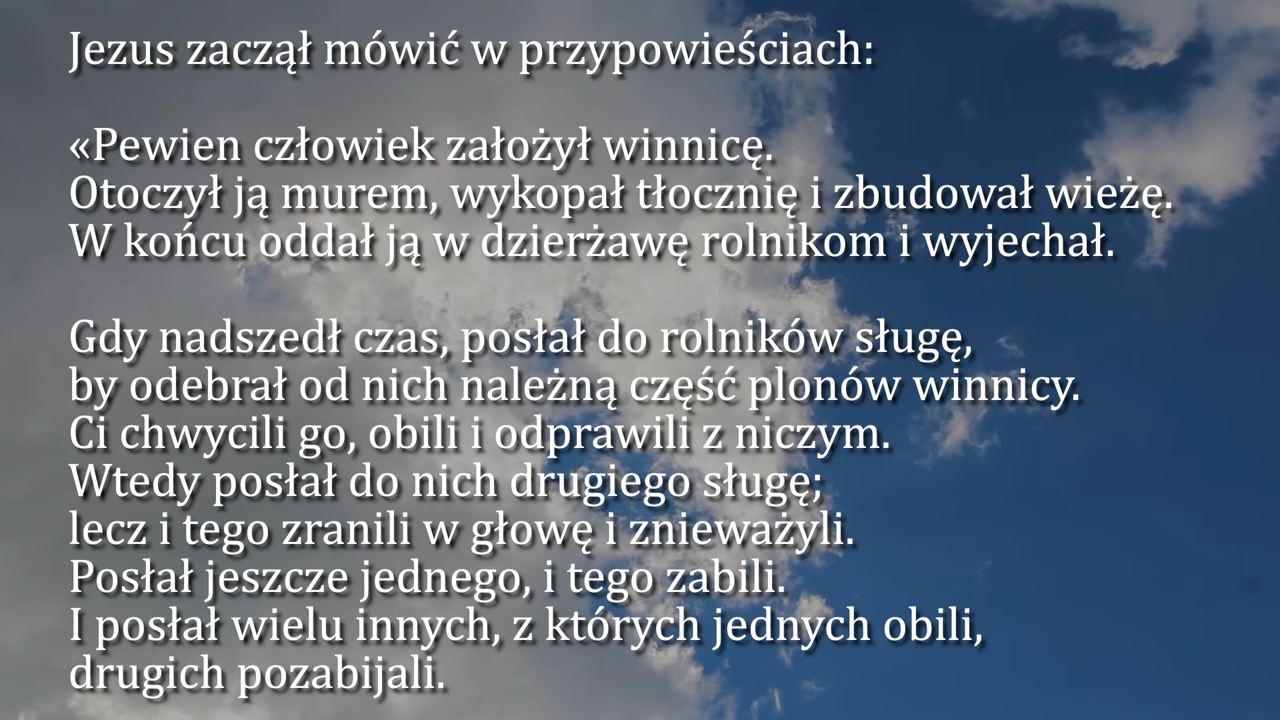 Jezus zaczął mówić w przypowieściach:
«Pewien człowiek założył winnicę.
Otoczył ją murem, wykopał tłocznię i zbudował wieżę.
W końcu oddał ją w dzierżawę rolnikom i wyjechał.
Gdy nadszedł czas, posłał do rolników sługę,
by odebrał od nich należną część plonów winnicy.
Ci chwycili go, obili i odprawili z niczym.
Wtedy posłał do nich drugiego sługę;
lecz i tego zranili w głowę i znieważyli.
Posłał jeszcze jednego, i tego zabili.
I posłał wielu innych, z których jednych obili,
drugich pozabijali.